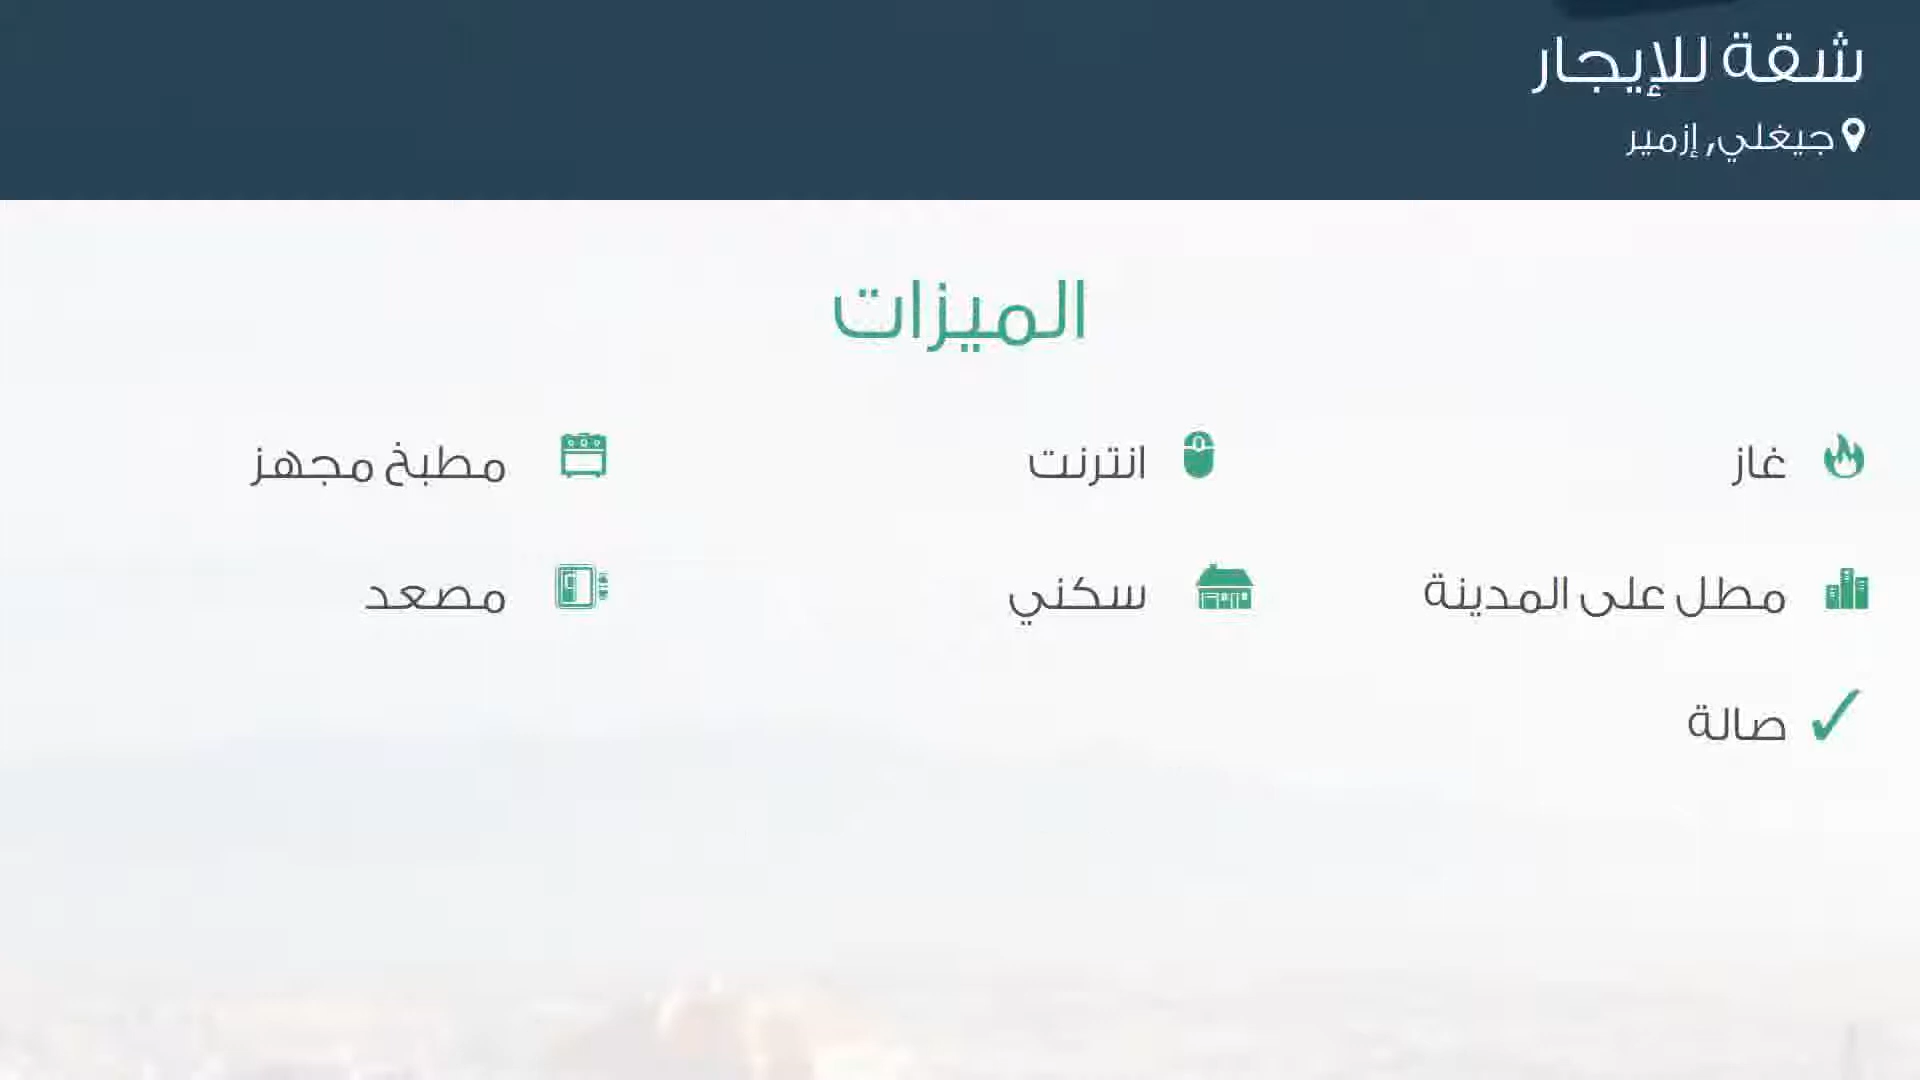 شقة للإيجار
جيغلي, إزمير
الميزات
غاز
انترنت
مطبخ مجهز
مطل على المدينة
سكني
مصعد
صالة